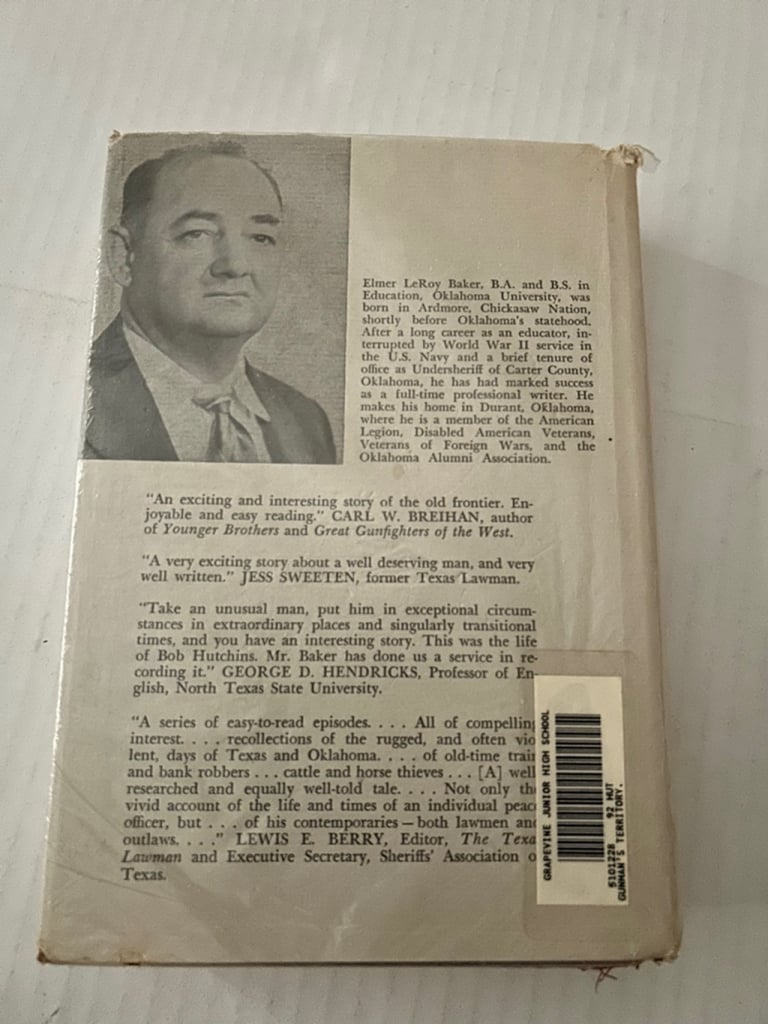 Elmer LeRoy Baker, B.A. and B.S. in
Education, Oklahoma University, was
born in Ardmore, Chickasaw Nation,
shortly before Oklahoma's statehood.
After a long career as an educator, in-
terrupted by World War II service in
the U.S. Navy and a brief tenure of
office as Undersheriff of Carter County,
Oklahoma, he has had marked success
as a full-time professional writer. He
makes his home in Durant, Oklahoma,
where he is a member of the American
Legion, Disabled American Veterans,
Veterans of Foreign Wars, and the
Oklahoma Alumni Association.
"An exciting and interesting story of the old frontier. En-
joyable and easy reading." CARL W. BREIHAN, author
of Younger Brothers and Great Gunfighters of the West.
"A very exciting story about a well deserving man, and very
well written." JESS SWEETEN, former Texas Lawman.
"Take an unusual man, put him in exceptional circum-
stances in extraordinary places and singularly transitional
times, and you have an interesting story. This was the life
of Bob Hutchins. Mr. Baker has done us a service in re-
cording it." GEORGE D. HENDRICKS, Professor of En-
glish, North Texas State University.
"A series of easy-to-read episodes. . . . All of compelling
interest. . . . recollections of the rugged, and often vio
lent, days of Texas and Oklahoma. . . . of old-time train
and bank robbers . . . cattle and horse thieves . . . [A] well
researched and equally well-told tale. . . . Not only the
vivid account of the life and times of an individual peac
officer, but . . . of his contemporaries — both lawmen and
outlaws. . . ." LEWIS E. BERRY, Editor, The Texa
Lawman and Executive Secretary, Sheriffs' Association o
Texas.
GRAPEVINE JUNIOR HIGH SCHOOL
5101228 92 HUT
GUNMAN'S TERRITORY.